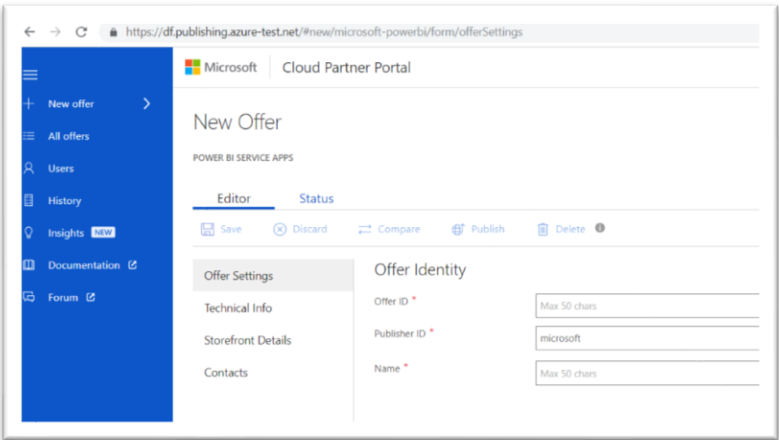 https://df.publishing.azure-test.net/#new/microsoft-powerbi/form/offerSettings
Microsoft Cloud Partner Portal
New offer
All offers
Users
History
Insights NEW
Documentation
Forum
New Offer
POWER BI SERVICE APPS
Editor Status
Save Discard Compare Publish Delete
Offer Settings
Technical Info
Storefront Details
Contacts
Offer Identity
Offer ID * Max 50 chars
Publisher ID * microsoft
Name * Max 50 chars